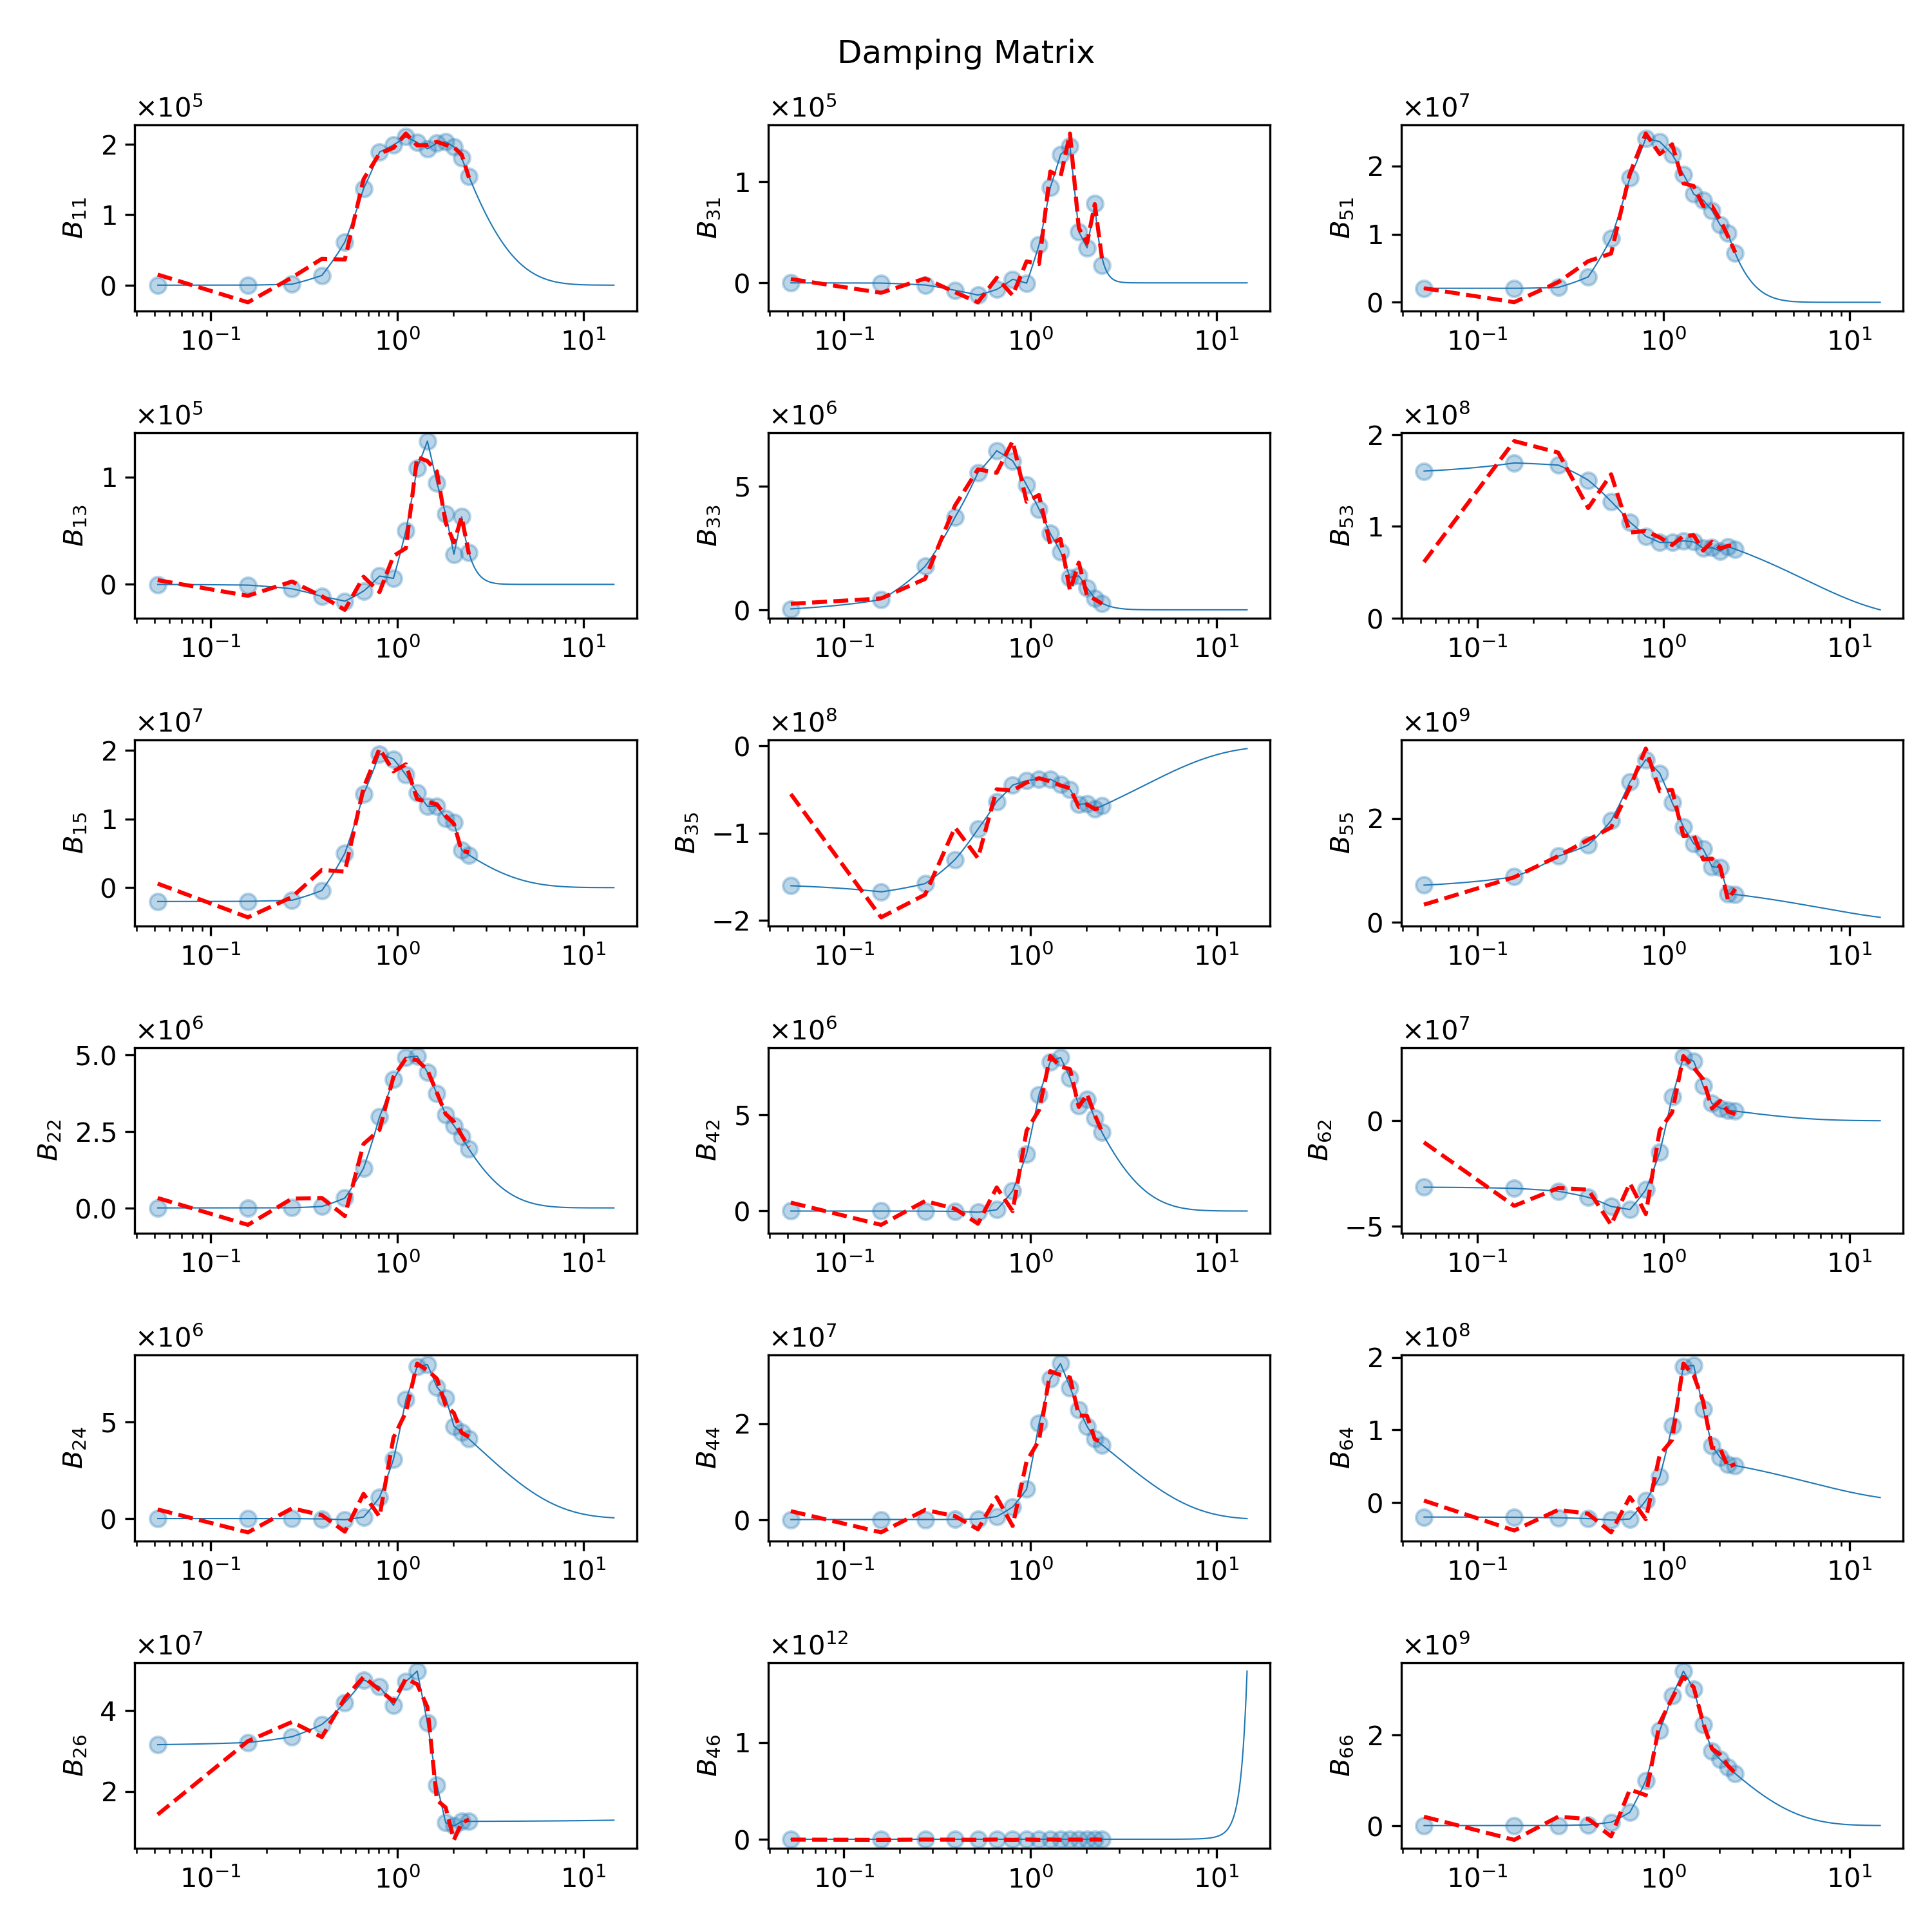 Damping Matrix
×10⁵ ×10⁵ ×10⁷
B₁₁ 2 1 0 B₃₁ 1 0 B₅₁ 2 1 0
10⁻¹ 10⁰ 10¹ 10⁻¹ 10⁰ 10¹ 10⁻¹ 10⁰ 10¹
×10⁵ ×10⁶ ×10⁸
B₁₃ 1 0 B₃₃ 5 0 B₅₃ 2 1 0
10⁻¹ 10⁰ 10¹ 10⁻¹ 10⁰ 10¹ 10⁻¹ 10⁰ 10¹
×10⁷ ×10⁸ ×10⁹
B₁₅ 2 1 0 B₃₅ 0 −1 −2 B₅₅ 2 0
10⁻¹ 10⁰ 10¹ 10⁻¹ 10⁰ 10¹ 10⁻¹ 10⁰ 10¹
×10⁶ ×10⁶ ×10⁷
B₂₂ 5.0 2.5 0.0 B₄₂ 5 0 B₆₂ 0 −5
10⁻¹ 10⁰ 10¹ 10⁻¹ 10⁰ 10¹ 10⁻¹ 10⁰ 10¹
×10⁶ ×10⁷ ×10⁸
B₂₄ 5 0 B₄₄ 2 0 B₆₄ 2 1 0
10⁻¹ 10⁰ 10¹ 10⁻¹ 10⁰ 10¹ 10⁻¹ 10⁰ 10¹
×10⁷ ×10¹² ×10⁹
B₂₆ 4 2 B₄₆ 1 0 B₆₆ 2 0
10⁻¹ 10⁰ 10¹ 10⁻¹ 10⁰ 10¹ 10⁻¹ 10⁰ 10¹